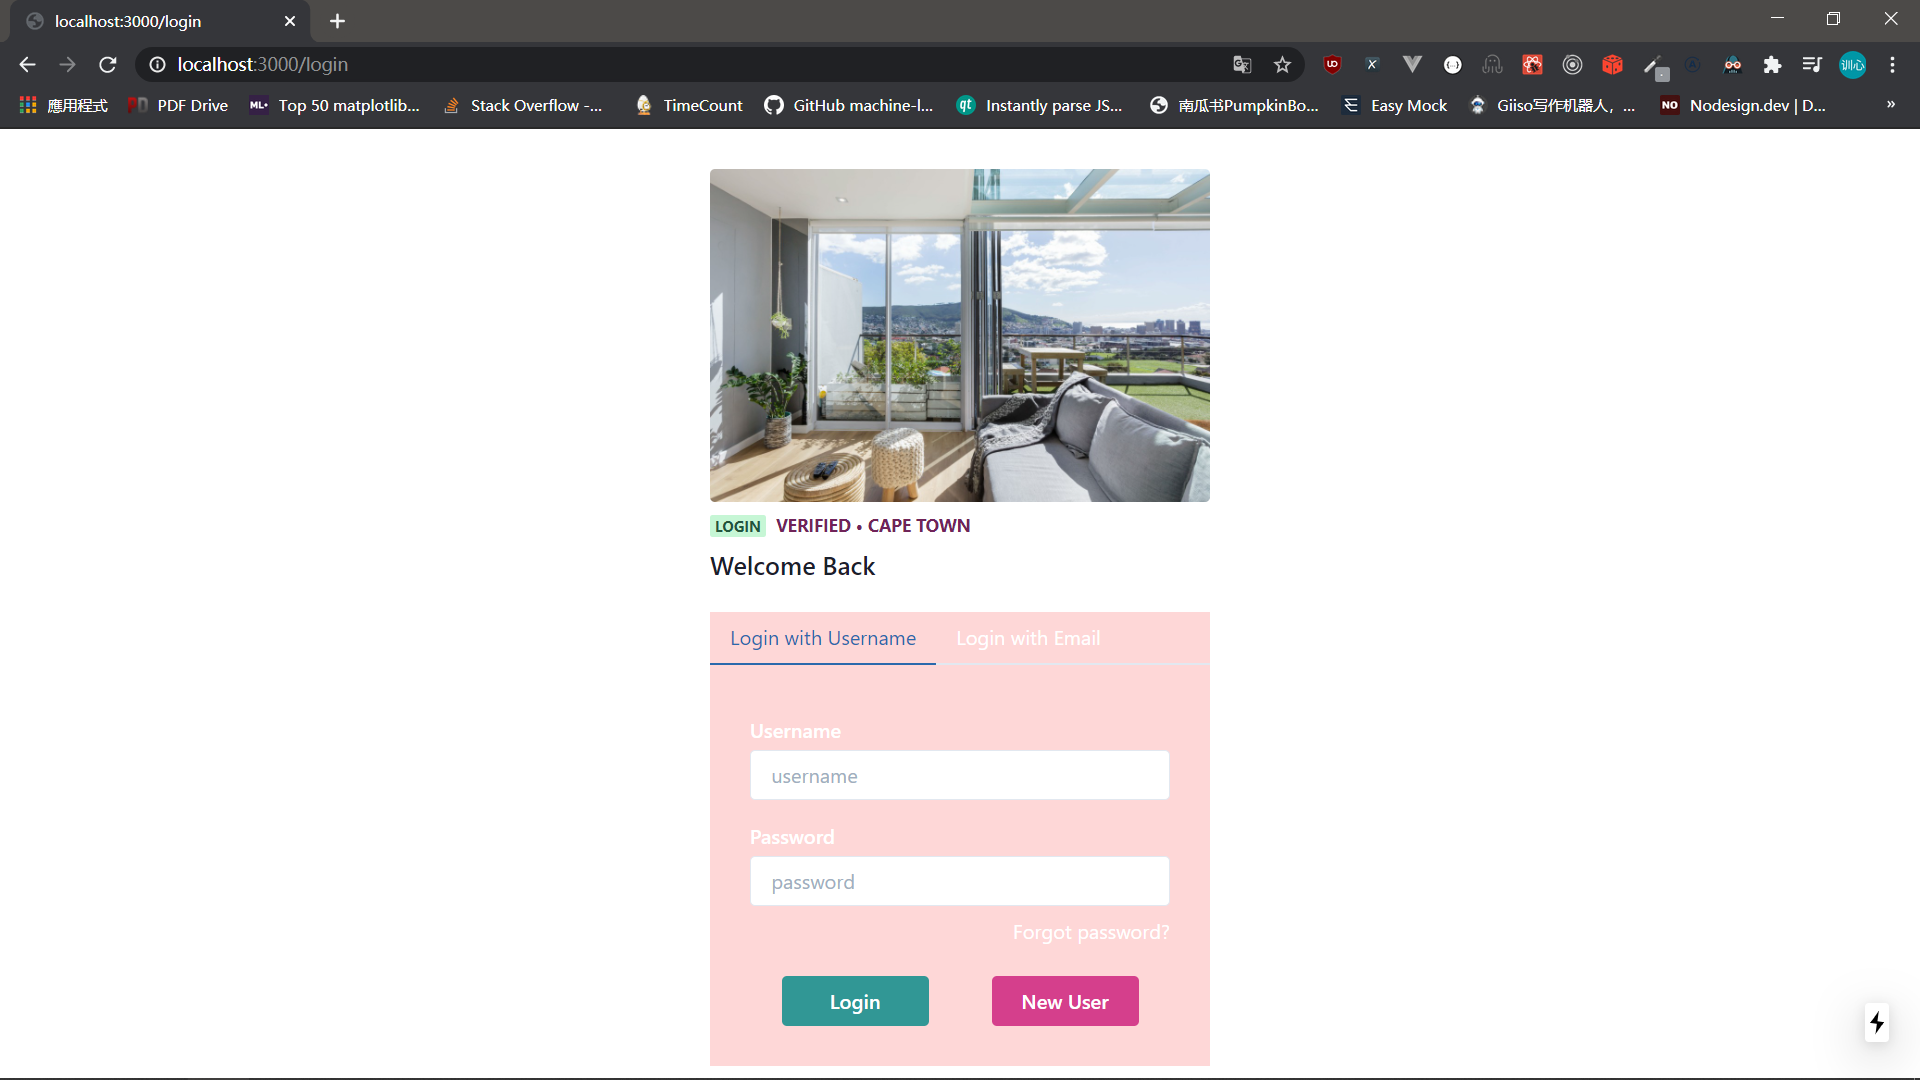 localhost:3000/login
localhost:3000/login
訓心
應用程式 PDF Drive Top 50 matplotlib... Stack Overflow -... TimeCount GitHub machine-l... Instantly parse JS... 南瓜书PumpkinBo... Easy Mock Giiso写作机器人，... Nodesign.dev | D... »
LOGIN VERIFIED • CAPE TOWN
Welcome Back
Login with Username Login with Email
Username
username
Password
password
Forgot password?
Login New User